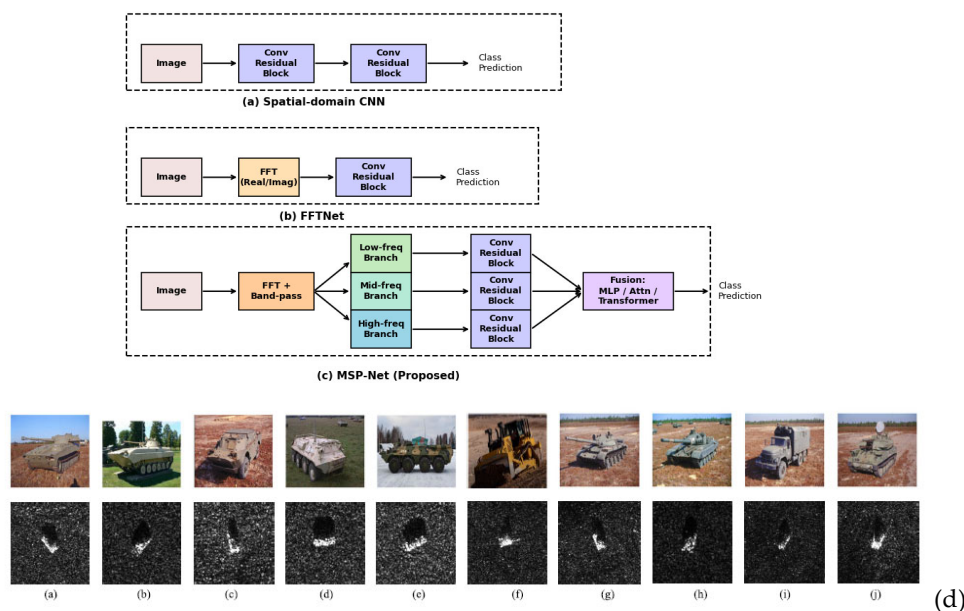 Image
Conv
Residual
Block
Conv
Residual
Block
Class
Prediction
(a) Spatial-domain CNN
Image
FFT
(Real/Imag)
Conv
Residual
Block
Class
Prediction
(b) FFTNet
Image
FFT +
Band-pass
Low-freq
Branch
Mid-freq
Branch
High-freq
Branch
Conv
Residual
Block
Conv
Residual
Block
Conv
Residual
Block
Fusion:
MLP / Attn /
Transformer
Class
Prediction
(c) MSP-Net (Proposed)
(a) (b) (c) (d) (e) (f) (g) (h) (i) (j) (d)